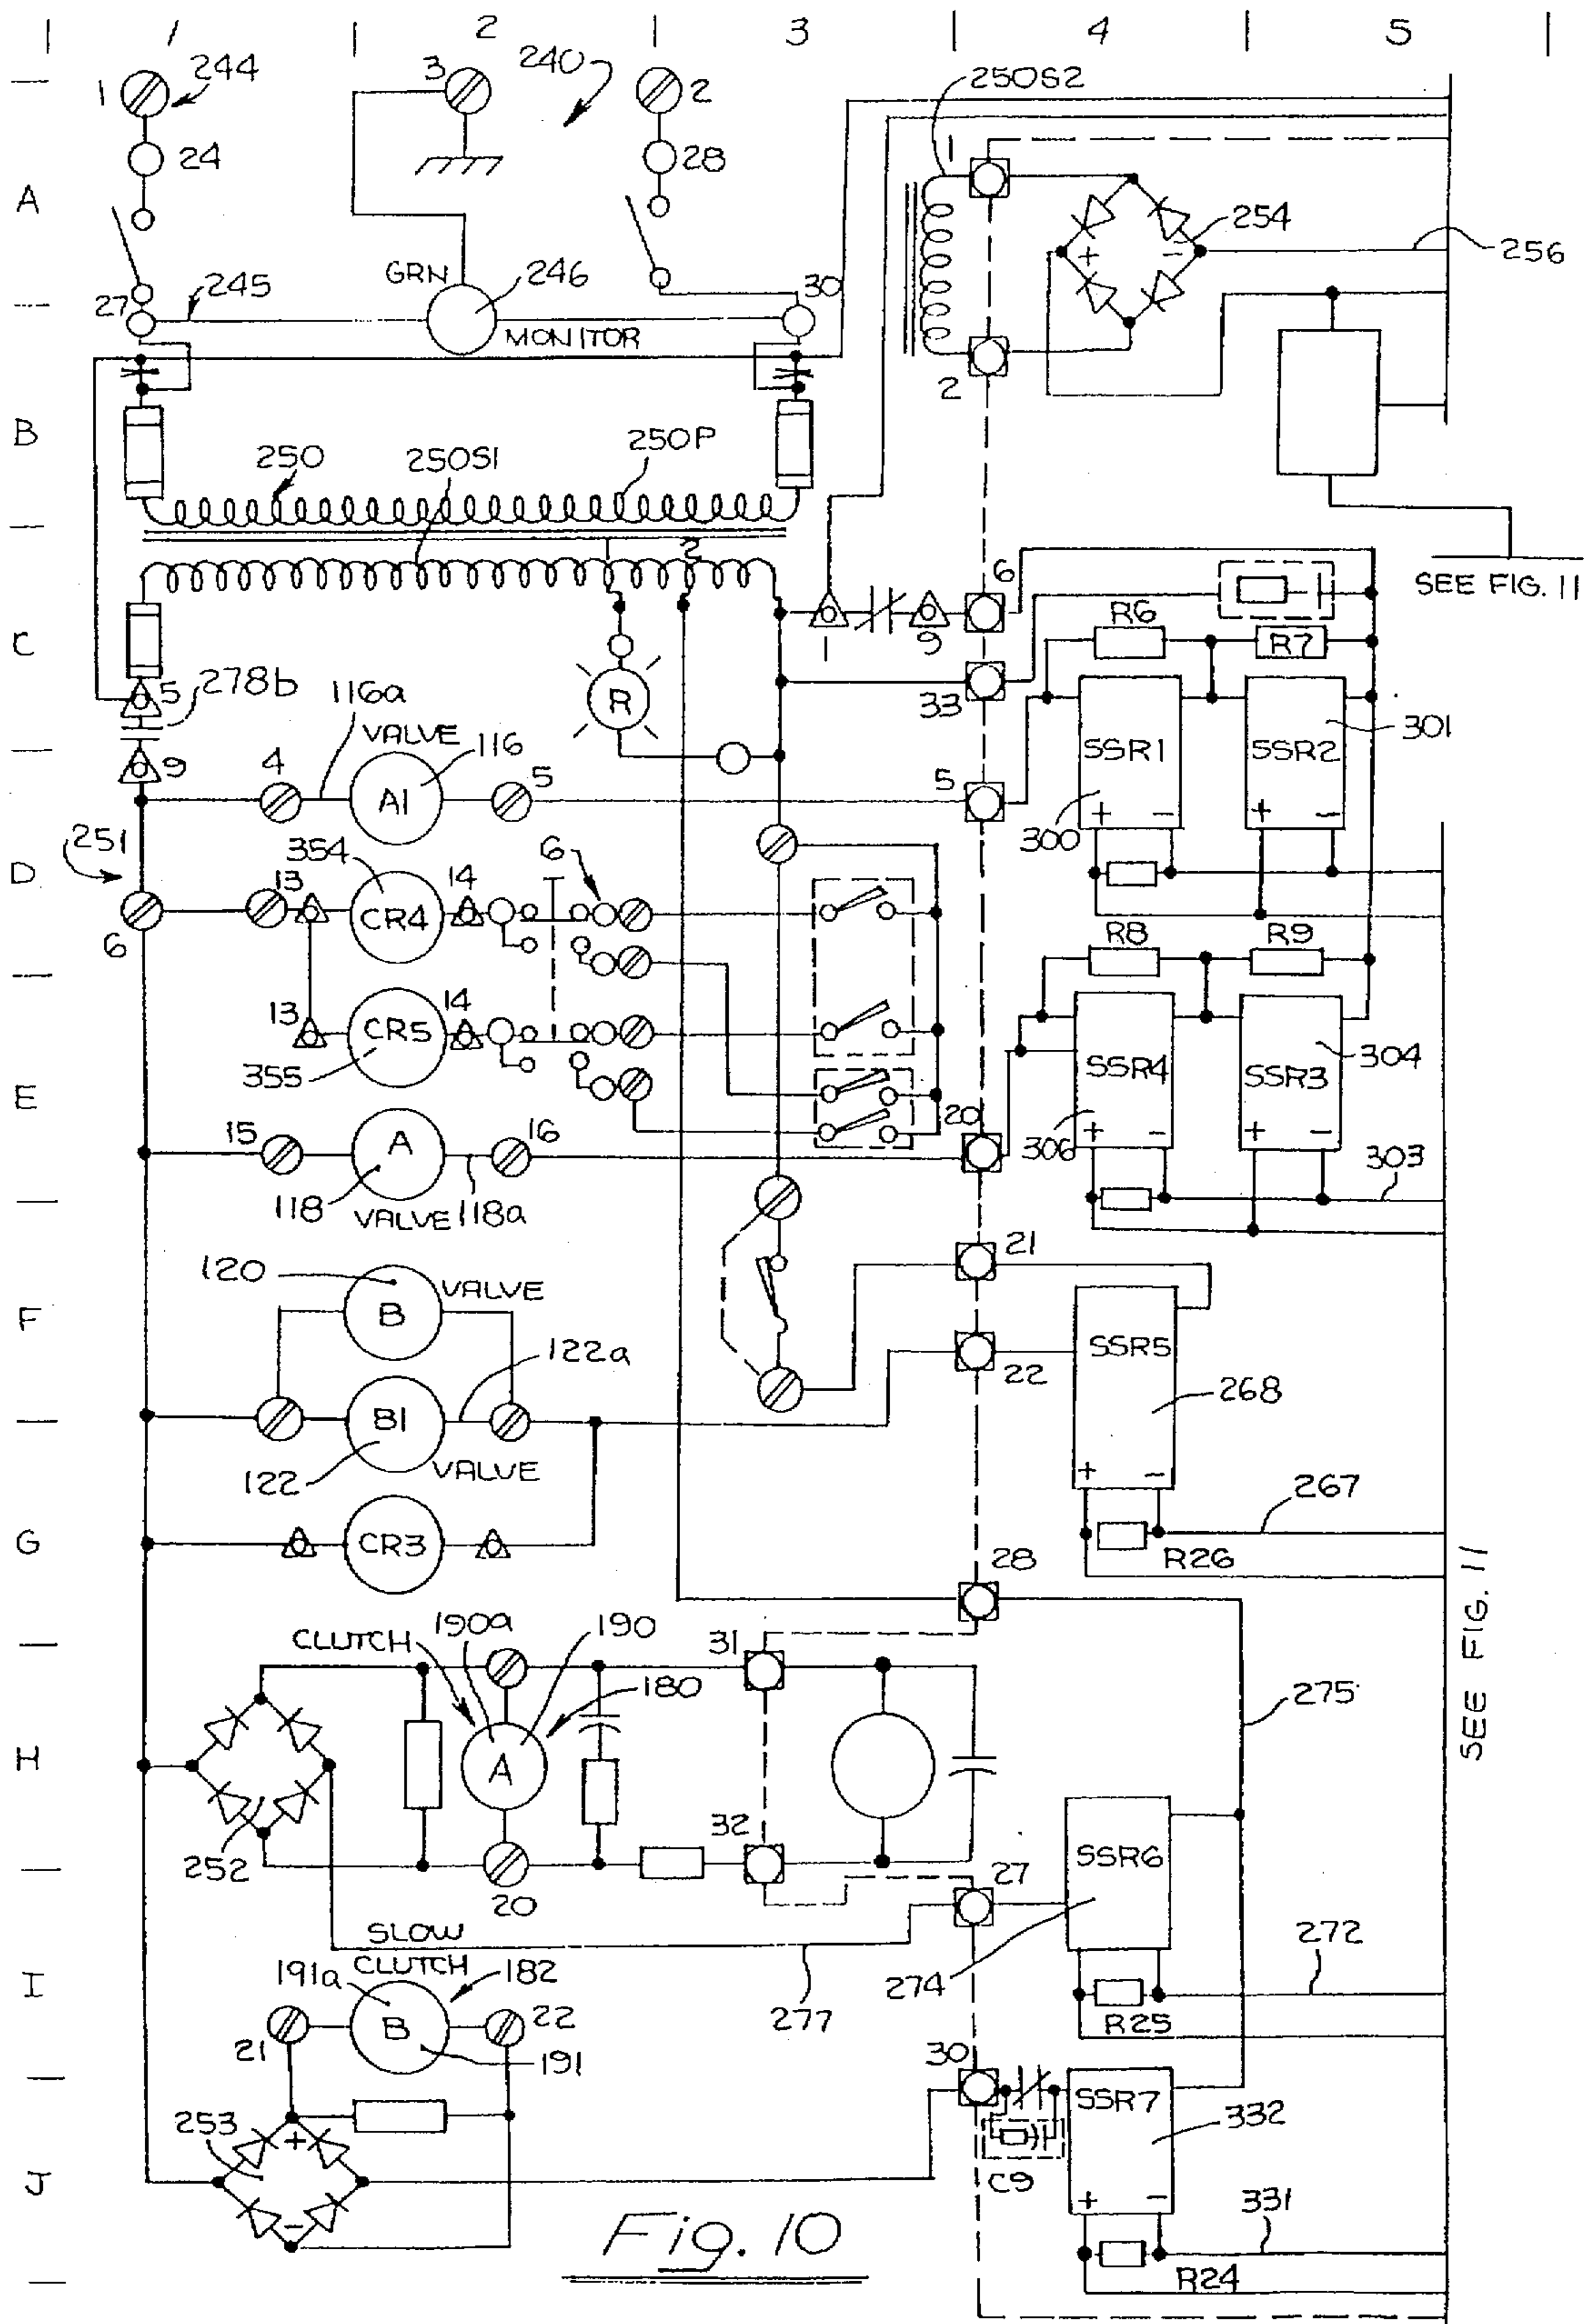 1 2 3 4 5
244 3 240 2 250S2
1
24 28 1
A
254
GRN 246 + - 256
27 245 30
MONITOR
2
B
250 250S1 250P
2
6
SEE FIG. 11
C R6 R7
1 9
5 278b 116a R 33
VALVE 116 301
9 4 5 5 SSR1 SSR2
A1
251 354 6 300 + - + -
D 13 14
CR4
6 R8 R9
13 14
CR5 304
355 SSR4 SSR3
E 20
15 A 16 306 + - + -
303
118 VALVE 118a
21
120 VALVE
F B SSR5
122a 22
268
B1
122 VALVE + -
267
G CR3 R26
28
SEE FIG. 11
CLUTCH 190a 190 31
180 275
H A
32 SSR6
252 27
20
SLOW
CLUTCH 272
I 191a 182 277 274
B 22 R25
21 191 30
SSR7
253 + 332
J C9
- + - 331
Fig. 10
R24